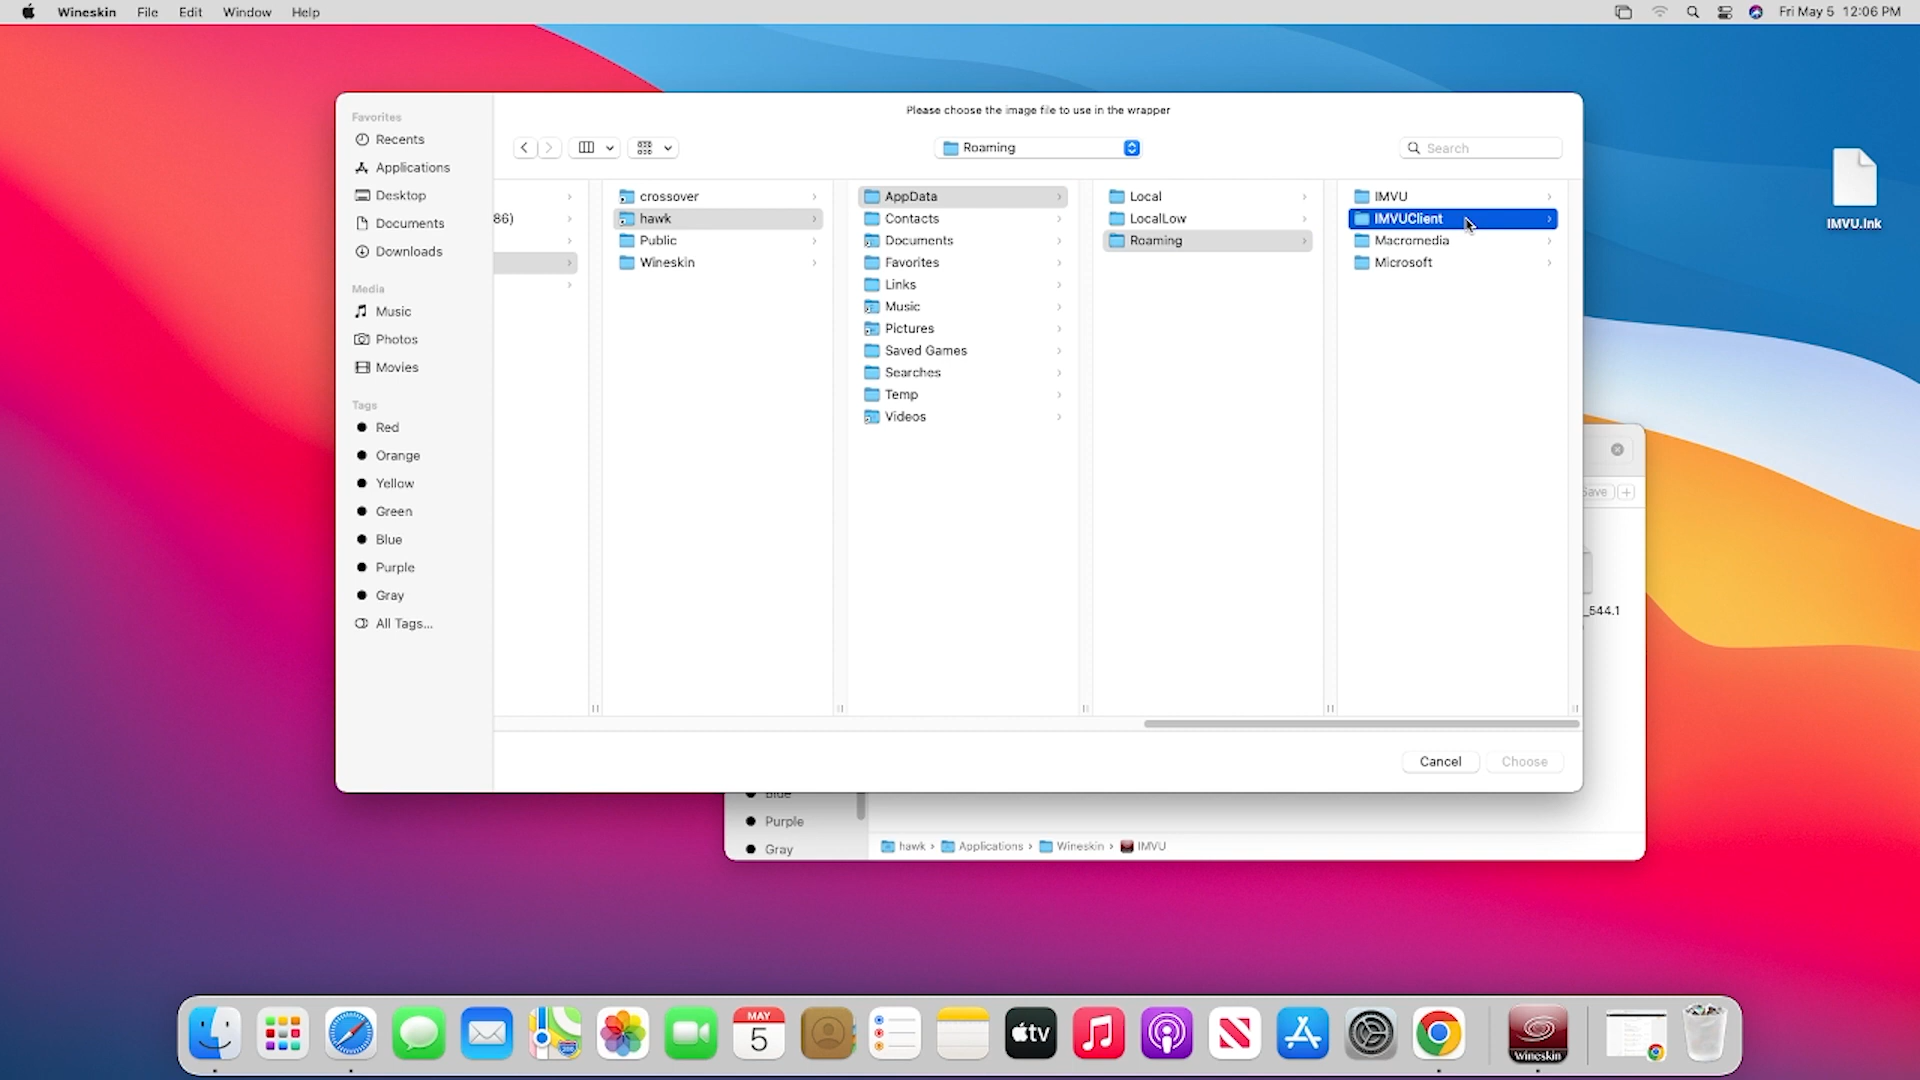 Wineskin File Edit Window Help Fri May 5 12:06 PM
Please choose the image file to use in the wrapper
Favorites
Recents
Applications
Desktop
Documents
Downloads
Media
Music
Photos
Movies
Tags
Red
Orange
Yellow
Green
Blue
Purple
Gray
All Tags...
Roaming
Search
86)
crossover
hawk
Public
Wineskin
AppData
Contacts
Documents
Favorites
Links
Music
Pictures
Saved Games
Searches
Temp
Videos
Local
LocalLow
Roaming
IMVU
IMVUClient
Macromedia
Microsoft
Cancel Choose
IMVU.lnk
Save
_544.1
Blue
Purple
Gray
hawk › Applications › Wineskin › IMVU
MAY
5
tv
Wineskin